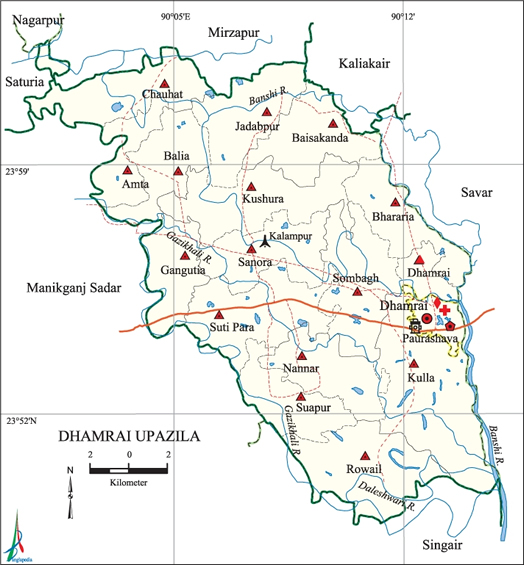 90°05'E
90°12'E
Nagarpur
Mirzapur
Kaliakair
Saturia
Chauhat
Banshi R.
Jadabpur
Baisakanda
23°59'
Balia
Amta
Kushura
Savar
Bhararia
Kalampur
Gazikhali R.
Sanora
Gangutia
Dhamrai
Manikganj Sadar
Sombagh
Dhamrai
Paurashava
Suti Para
Nannar
Kulla
Suapur
23°52'N
Gazikhali R.
Banshi R.
DHAMRAI UPAZILA
2 0 2
Kilometer
Rowail
N
Daleshwari R.
Singair
anglapedia